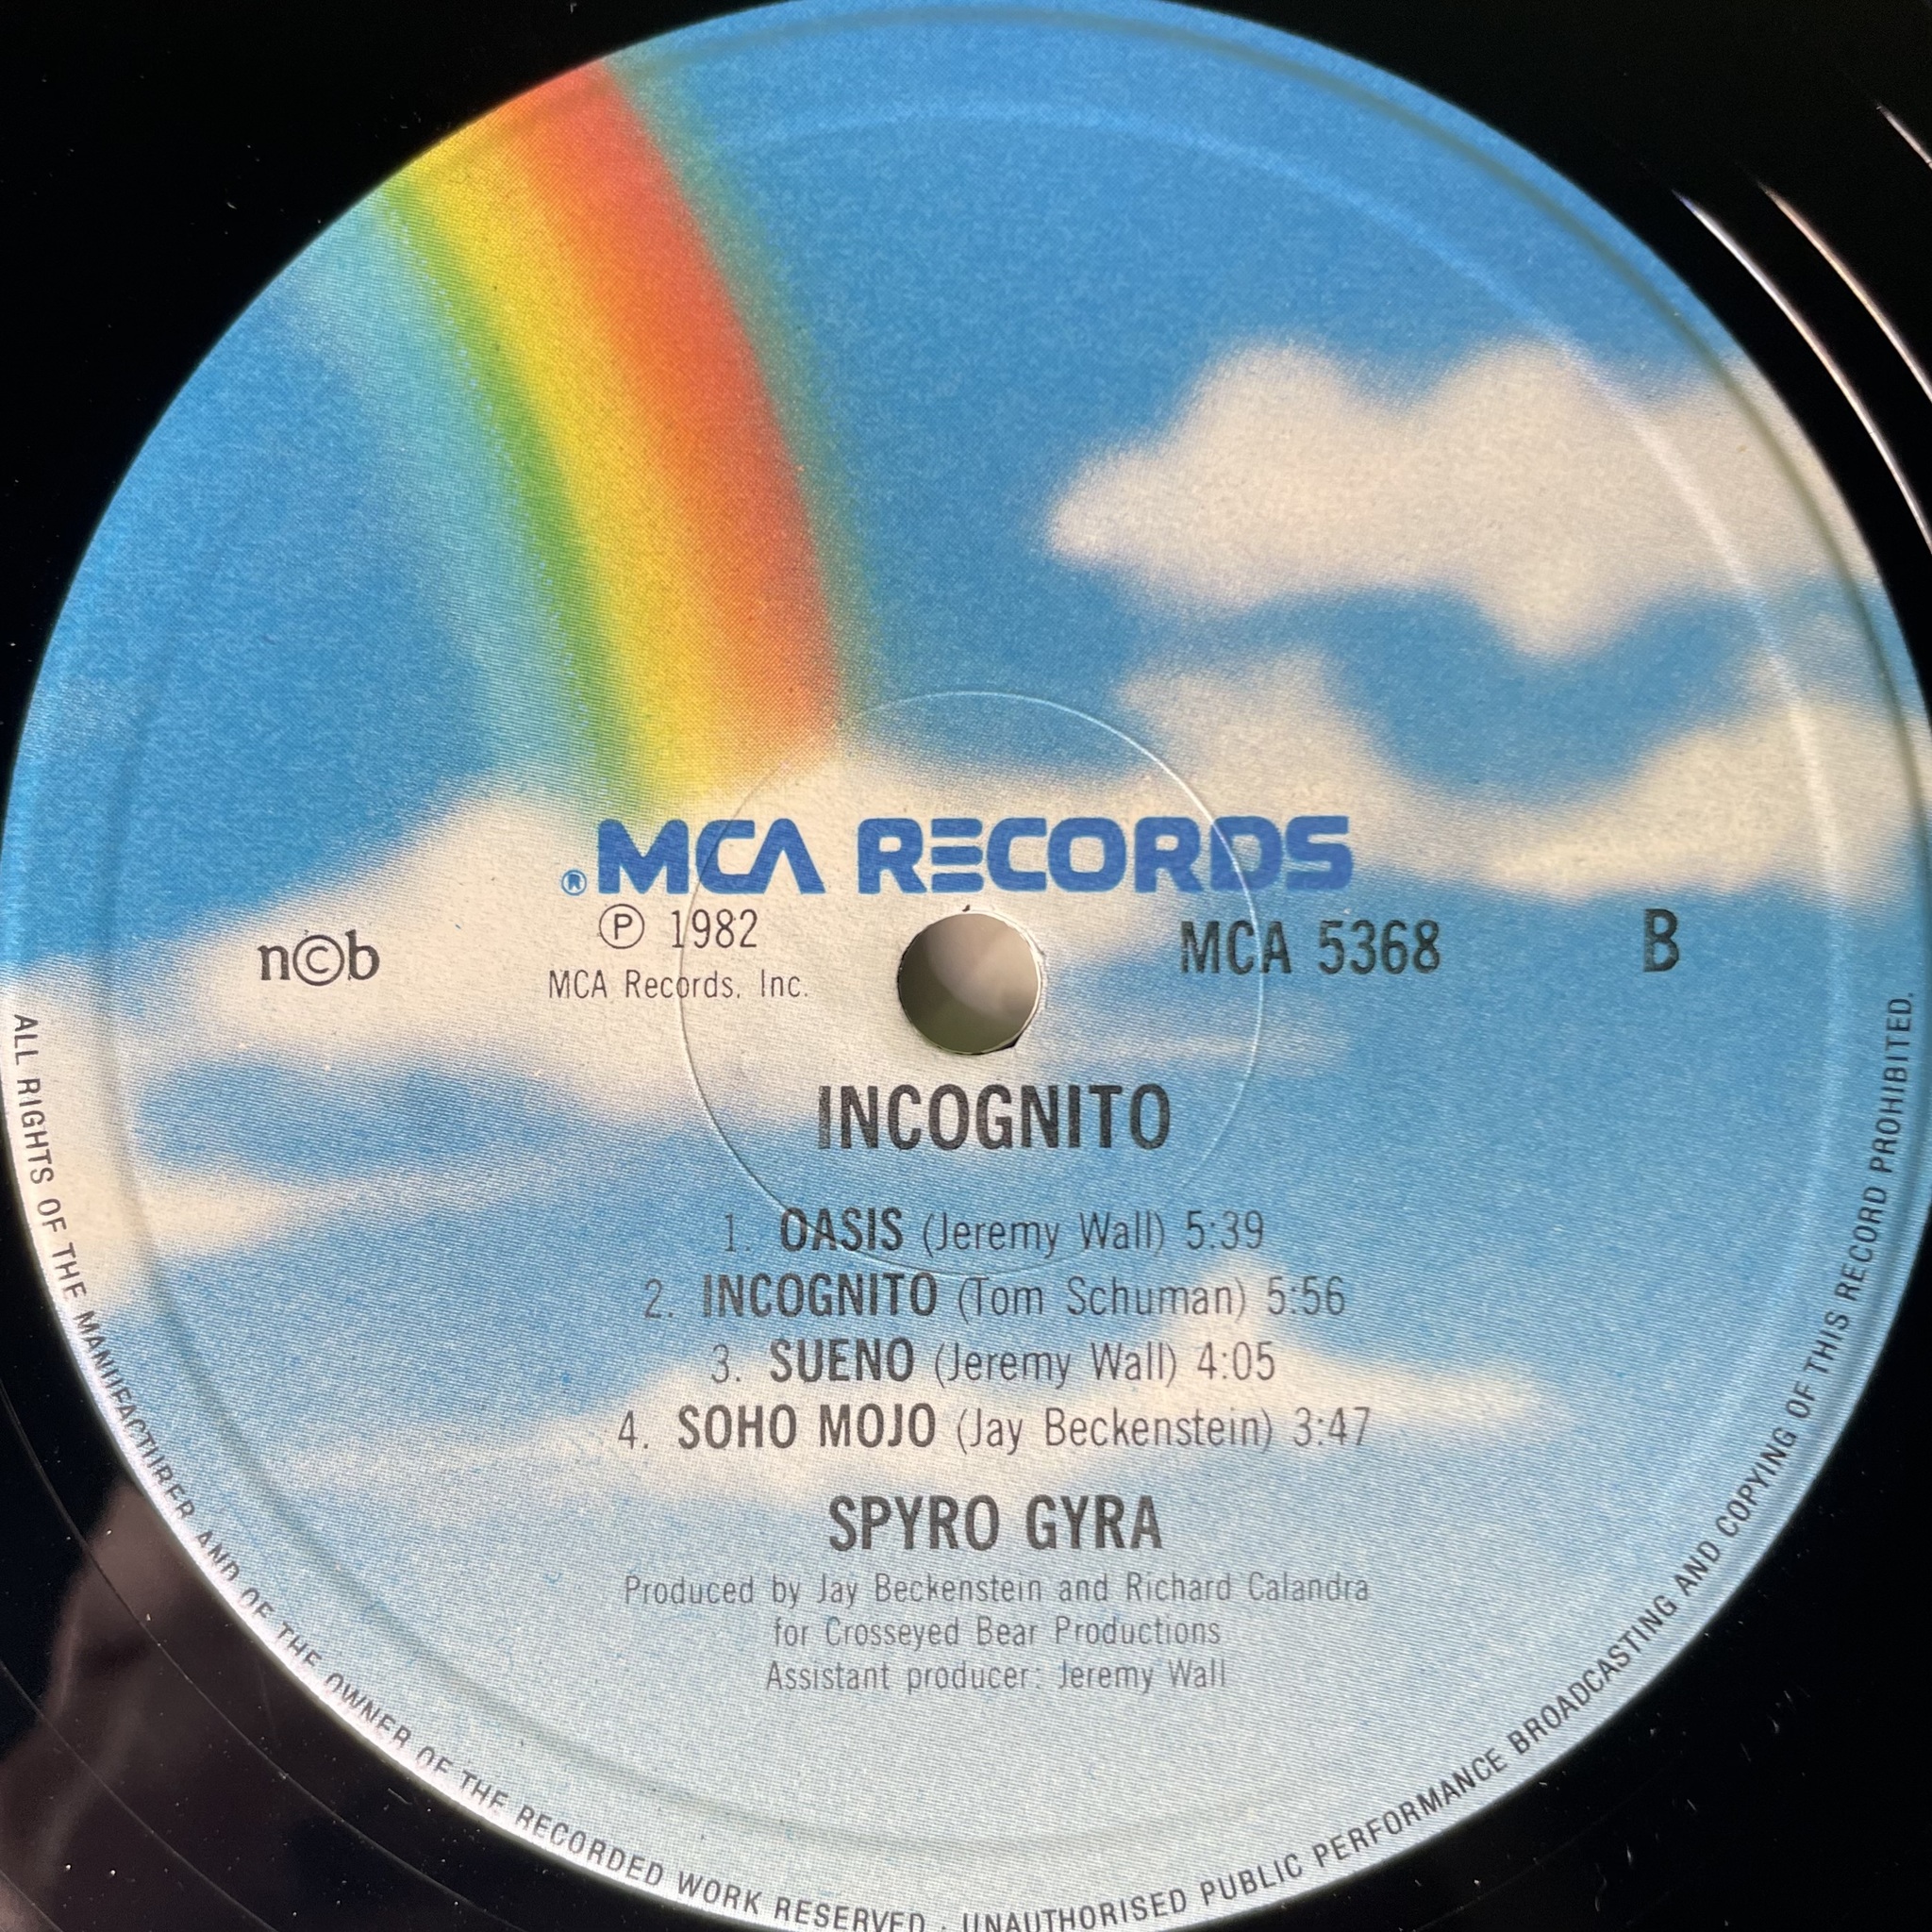 ® MCA RECORDS
n©b
℗ 1982
MCA Records, Inc.
MCA 5368
B
INCOGNITO
1. OASIS (Jeremy Wall) 5:39
2. INCOGNITO (Tom Schuman) 5:56
3. SUENO (Jeremy Wall) 4:05
4. SOHO MOJO (Jay Beckenstein) 3:47
SPYRO GYRA
Produced by Jay Beckenstein and Richard Calandra
for Crosseyed Bear Productions
Assistant producer: Jeremy Wall
ALL RIGHTS OF THE MANUFACTURER AND OF THE OWNER OF THE RECORDED WORK RESERVED · UNAUTHORISED PUBLIC PERFORMANCE BROADCASTING AND COPYING OF THIS RECORD PROHIBITED.